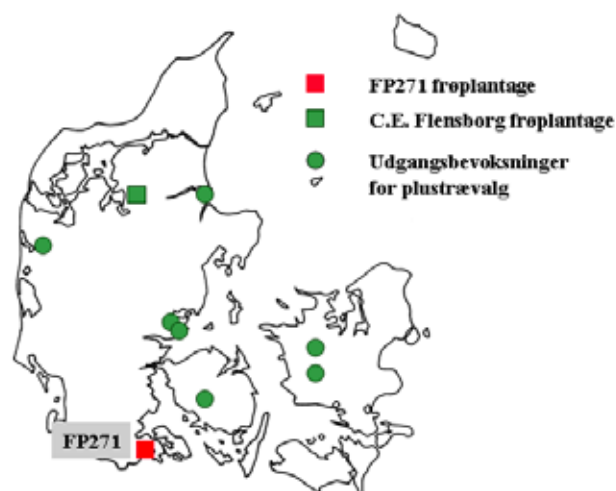 FP271 frøplantage
C.E. Flensborg frøplantage
Udgangsbevoksninger
for plustrævalg
FP271